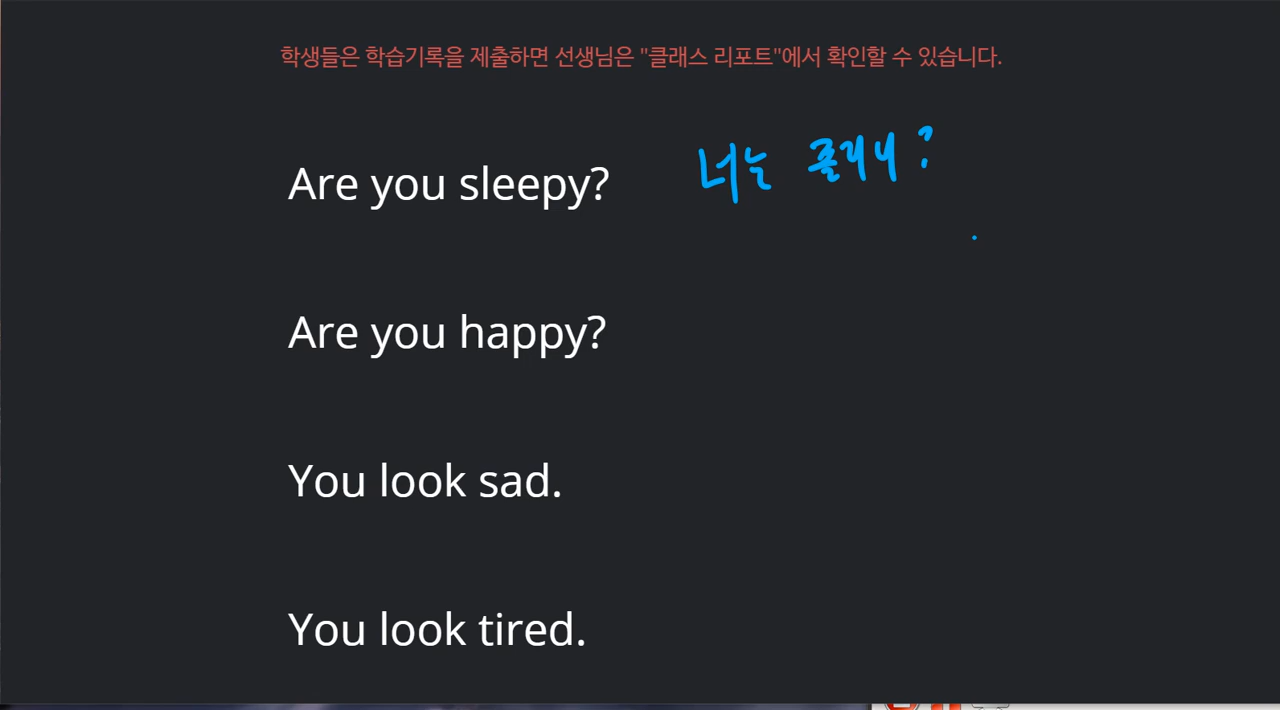 학생들은 학습기록을 제출하면 선생님은 "클래스 리포트"에서 확인할 수 있습니다.
Are you sleepy? 너는 졸리니?
Are you happy?
You look sad.
You look tired.